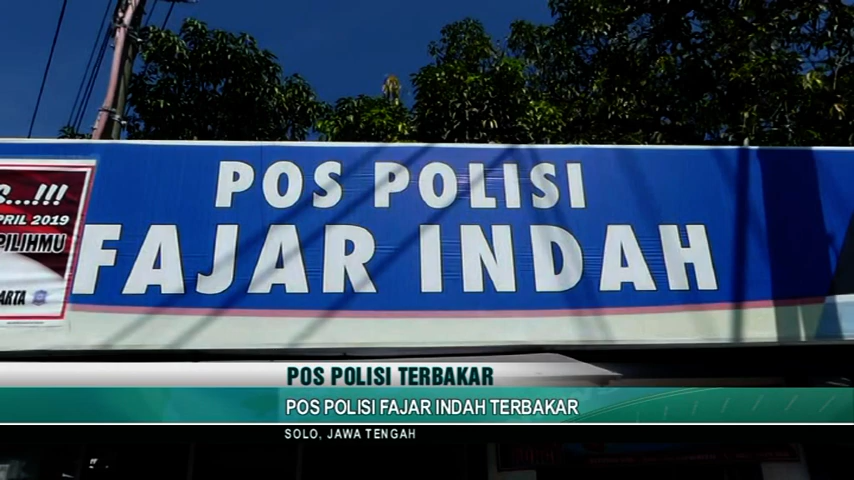 POS POLISI
FAJAR INDAH
S...!!!
PRIL 2019
PILIHMU
ARTA
POS POLISI TERBAKAR
POS POLISI FAJAR INDAH TERBAKAR
SOLO, JAWA TENGAH